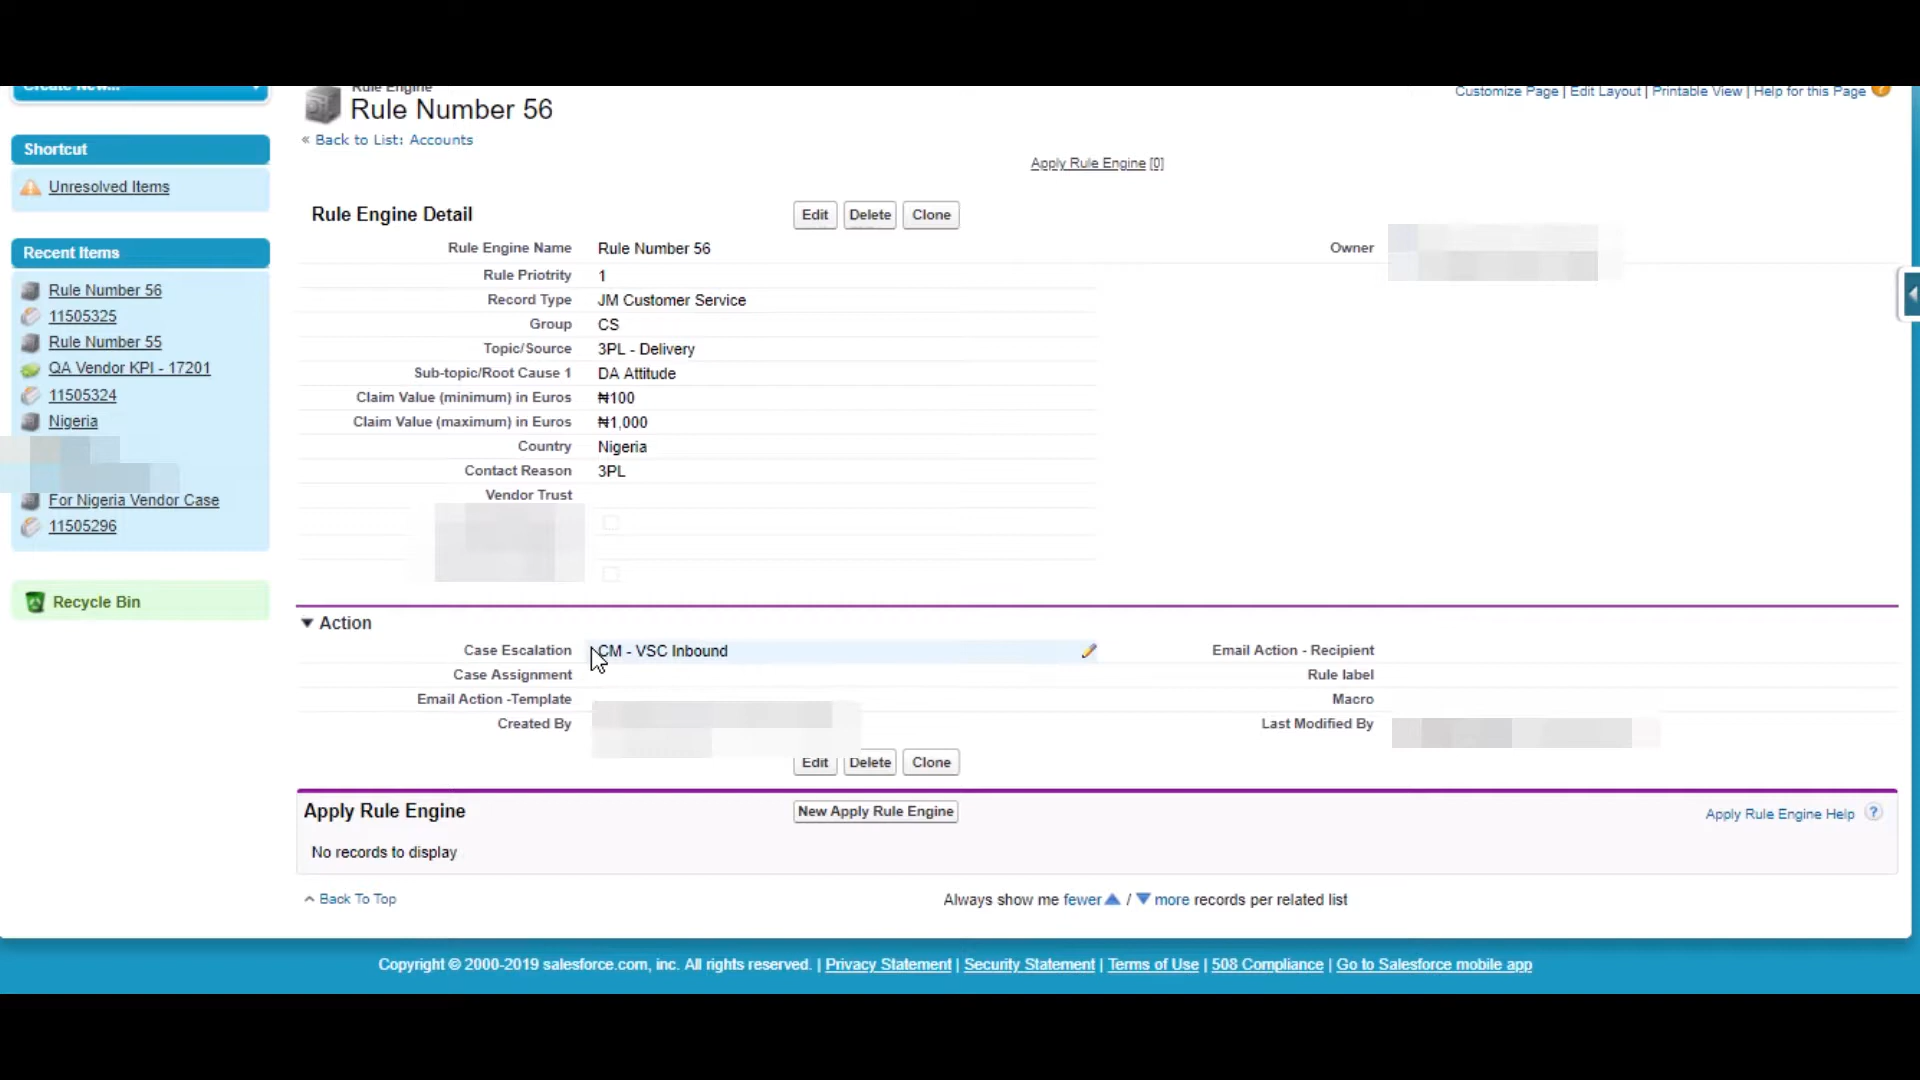 Create New...
Shortcut
Unresolved Items
Recent Items
Rule Number 56
11505325
Rule Number 55
QA Vendor KPI - 17201
11505324
Nigeria
For Nigeria Vendor Case
11505296
Recycle Bin
Rule Engine
Rule Number 56
« Back to List: Accounts
Customize Page | Edit Layout | Printable View | Help for this Page ?
Apply Rule Engine [0]
Rule Engine Detail
Edit Delete Clone
Rule Engine Name Rule Number 56 Owner
Rule Priotrity 1
Record Type JM Customer Service
Group CS
Topic/Source 3PL - Delivery
Sub-topic/Root Cause 1 DA Attitude
Claim Value (minimum) in Euros ₦100
Claim Value (maximum) in Euros ₦1,000
Country Nigeria
Contact Reason 3PL
Vendor Trust
Action
Case Escalation CM - VSC Inbound Email Action - Recipient
Case Assignment Rule label
Email Action -Template Macro
Created By Last Modified By
Edit Delete Clone
Apply Rule Engine New Apply Rule Engine Apply Rule Engine Help ?
No records to display
^ Back To Top Always show me fewer / more records per related list
Copyright © 2000-2019 salesforce.com, inc. All rights reserved. | Privacy Statement | Security Statement | Terms of Use | 508 Compliance | Go to Salesforce mobile app